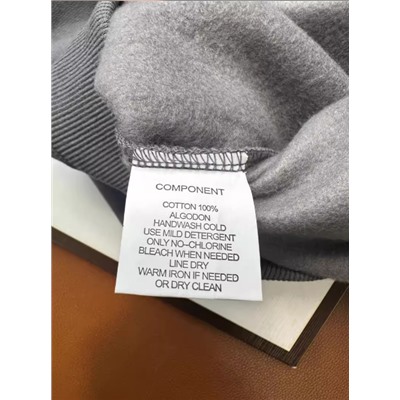 COMPONENT
COTTON 100%
ALGODON
HANDWASH COLD
USE MILD DETERGENT
ONLY NO-CHLORINE
BLEACH WHEN NEEDED
LINE DRY
WARM IRON IF NEEDED
OR DRY CLEAN